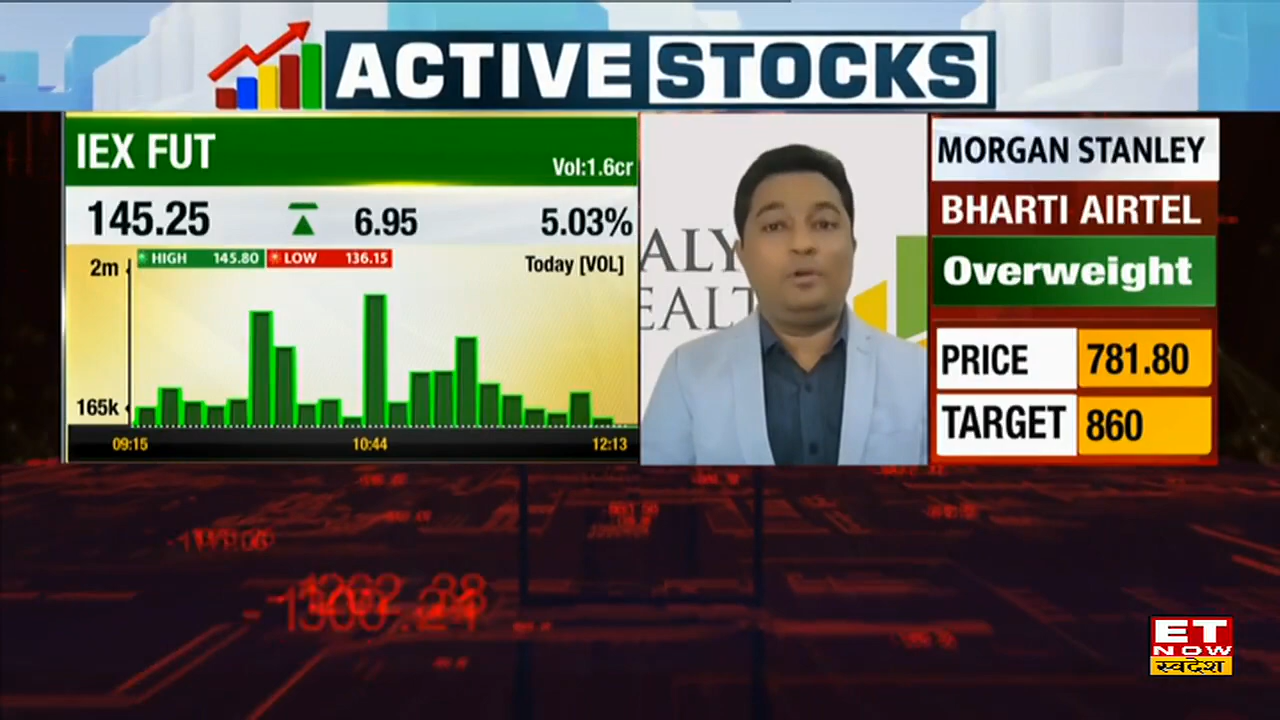 ACTIVE STOCKS
IEX FUT
Vol:1.6cr
145.25 6.95 5.03%
HIGH 145.80 LOW 136.15
Today [VOL]
2m
165k
09:15 10:44 12:13
ALY
EALT
MORGAN STANLEY
BHARTI AIRTEL
Overweight
PRICE 781.80
TARGET 860
ET
NOW
स्वदेश